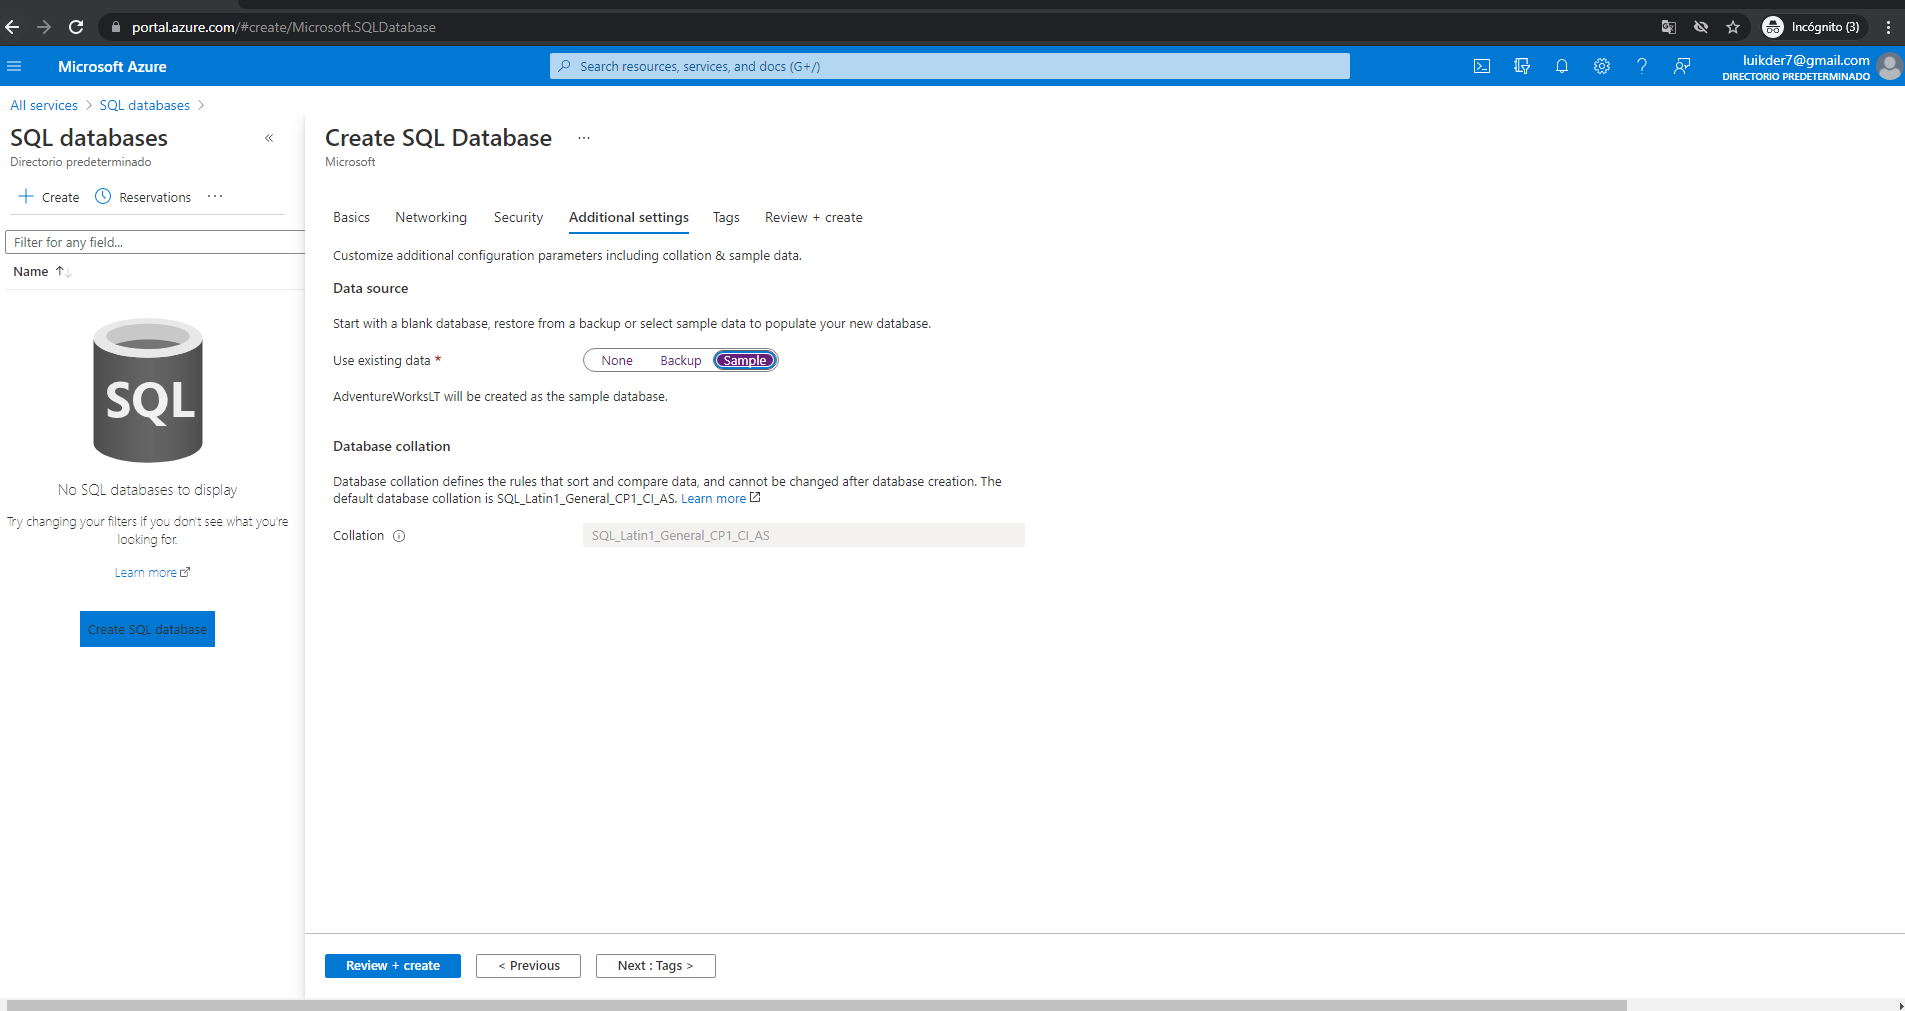 portal.azure.com/#create/Microsoft.SQLDatabase
Incógnito (3)
Microsoft Azure
Search resources, services, and docs (G+/)
luikder7@gmail.com
DIRECTORIO PREDETERMINADO
All services > SQL databases >
SQL databases
«
Directorio predeterminado
+ Create
Reservations
...
Filter for any field...
Name ↑↓
SQL
No SQL databases to display
Try changing your filters if you don't see what you're
looking for.
Learn more
Create SQL database
Create SQL Database
...
Microsoft
Basics
Networking
Security
Additional settings
Tags
Review + create
Customize additional configuration parameters including collation & sample data.
Data source
Start with a blank database, restore from a backup or select sample data to populate your new database.
Use existing data *
None
Backup
Sample
AdventureWorksLT will be created as the sample database.
Database collation
Database collation defines the rules that sort and compare data, and cannot be changed after database creation. The
default database collation is SQL_Latin1_General_CP1_CI_AS. Learn more
Collation
SQL_Latin1_General_CP1_CI_AS
Review + create
< Previous
Next : Tags >